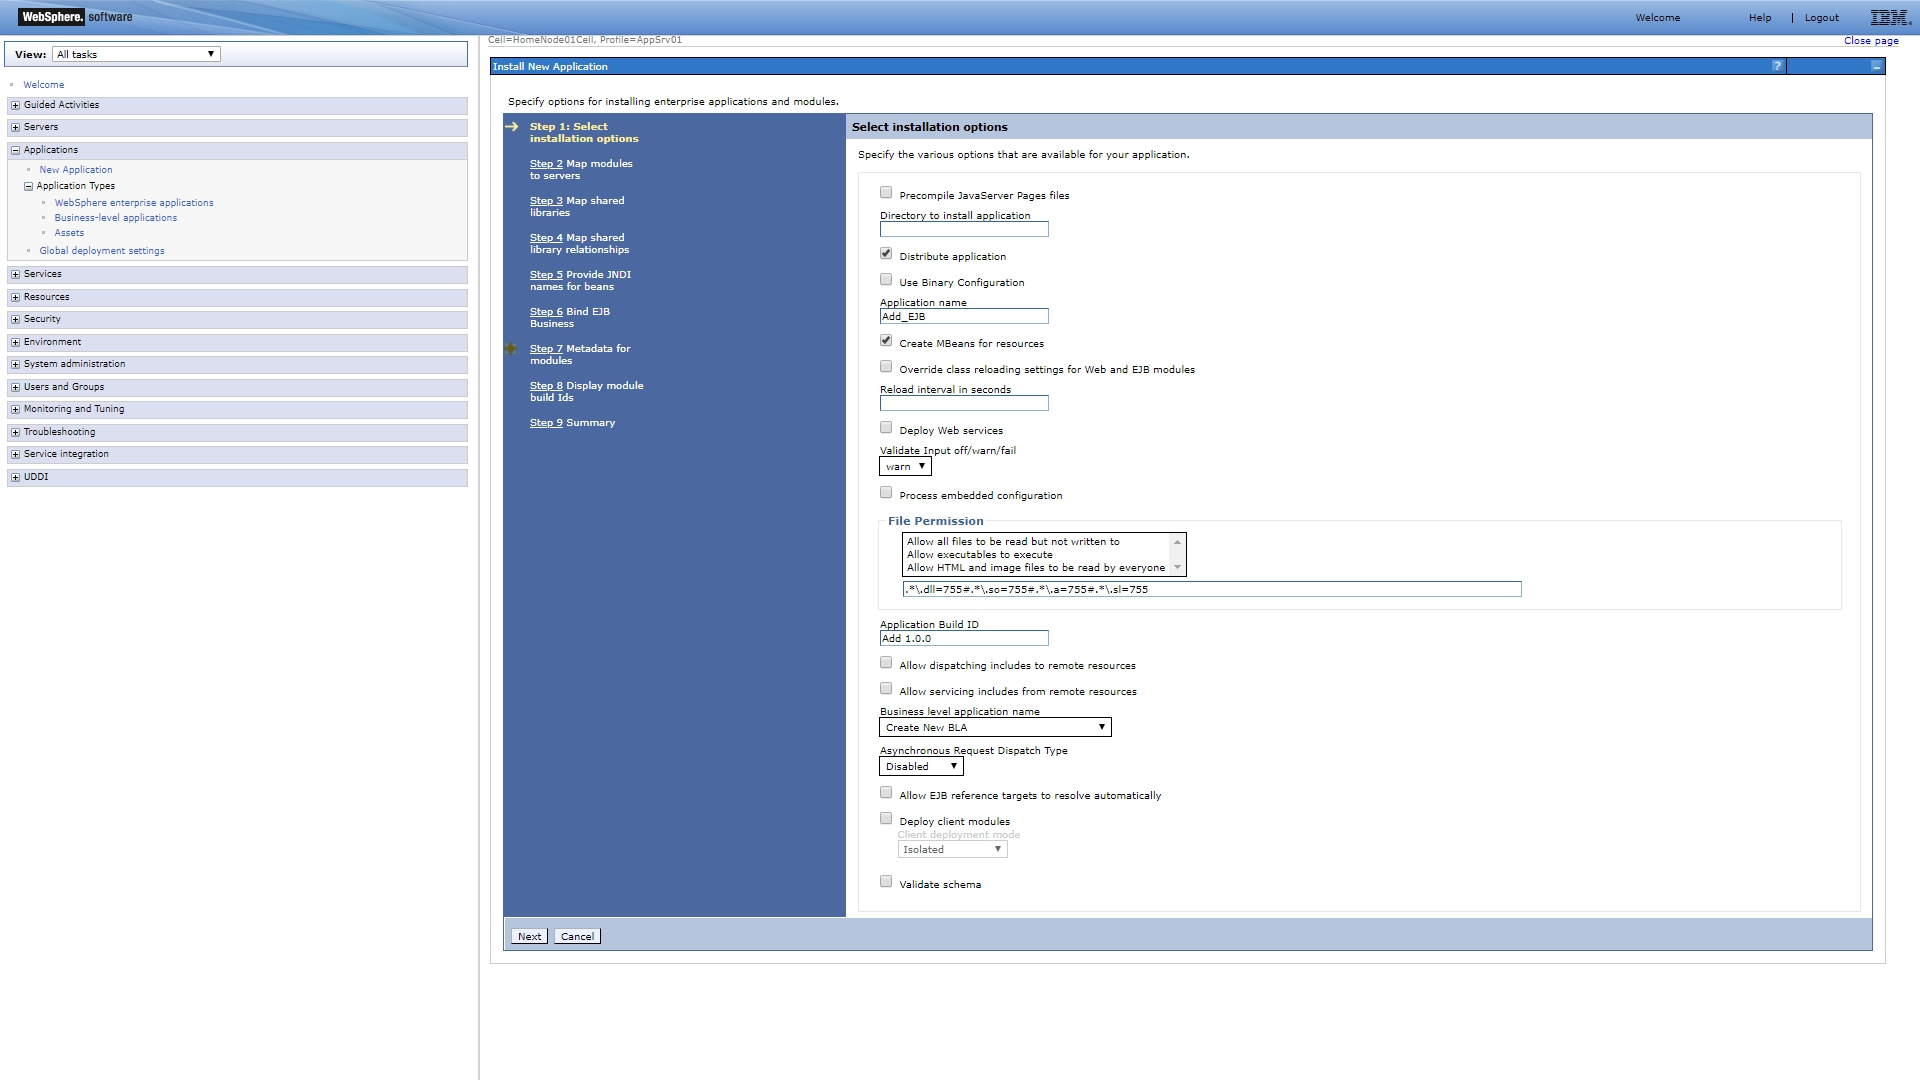 WebSphere. software
Welcome
Help | Logout
IBM.
View: All tasks
Welcome
Guided Activities
Servers
Applications
New Application
Application Types
WebSphere enterprise applications
Business-level applications
Assets
Global deployment settings
Services
Resources
Security
Environment
System administration
Users and Groups
Monitoring and Tuning
Troubleshooting
Service integration
UDDI
Cell=HomeNode01Cell, Profile=AppSrv01
Close page
Install New Application
?
Specify options for installing enterprise applications and modules.
Step 1: Select
installation options
Step 2 Map modules
to servers
Step 3 Map shared
libraries
Step 4 Map shared
library relationships
Step 5 Provide JNDI
names for beans
Step 6 Bind EJB
Business
Step 7 Metadata for
modules
Step 8 Display module
build Ids
Step 9 Summary
Select installation options
Specify the various options that are available for your application.
Precompile JavaServer Pages files
Directory to install application
Distribute application
Use Binary Configuration
Application name
Add_EJB
Create MBeans for resources
Override class reloading settings for Web and EJB modules
Reload interval in seconds
Deploy Web services
Validate Input off/warn/fail
warn
Process embedded configuration
File Permission
Allow all files to be read but not written to
Allow executables to execute
Allow HTML and image files to be read by everyone
.*\.dll=755#.*\.so=755#.*\.a=755#.*\.sl=755
Application Build ID
Add 1.0.0
Allow dispatching includes to remote resources
Allow servicing includes from remote resources
Business level application name
Create New BLA
Asynchronous Request Dispatch Type
Disabled
Allow EJB reference targets to resolve automatically
Deploy client modules
Client deployment mode
Isolated
Validate schema
Next Cancel